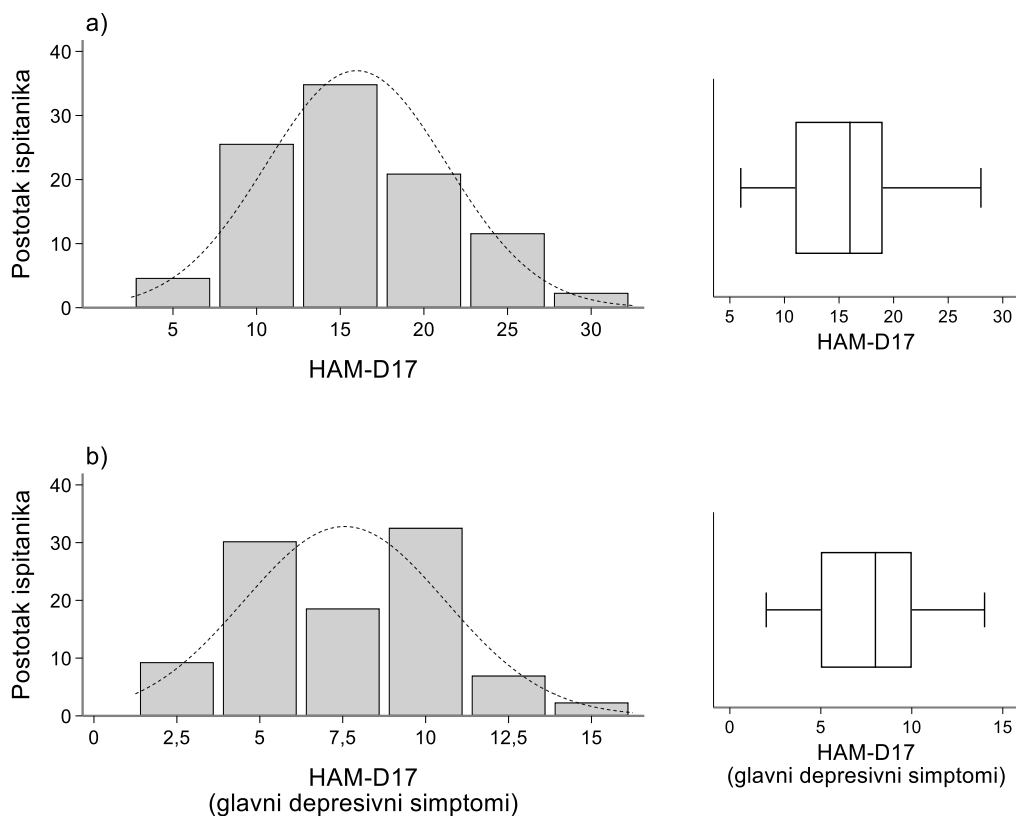 a)
Postotak ispitanika
40
30
20
10
0
5 10 15 20 25 30
HAM-D17
5 10 15 20 25 30
HAM-D17
b)
Postotak ispitanika
40
30
20
10
0
0 2,5 5 7,5 10 12,5 15
HAM-D17
(glavni depresivni simptomi)
0 5 10 15
HAM-D17
(glavni depresivni simptomi)